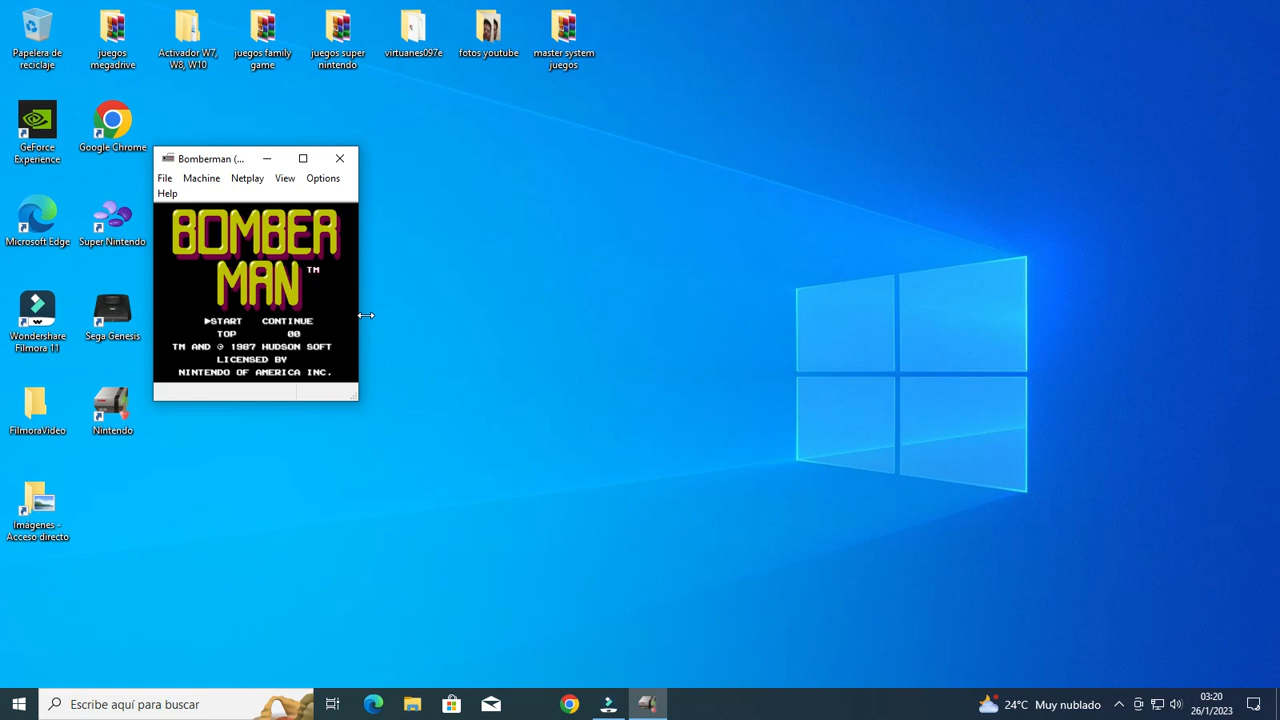 Papelera de
reciclaje
juegos
megadrive
Activador W7,
W8, W10
juegos family
game
juegos super
nintendo
virtuanes097e
fotos youtube
master system
juegos
GeForce
Experience
Google Chrome
Microsoft Edge
Super Nintendo
Wondershare
Filmora 11
Sega Genesis
FilmoraVideo
Nintendo
Imágenes -
Acceso directo
Bomberman (...
File Machine Netplay View Options
Help
BOMBER
MAN™
START CONTINUE
TOP 00
TM AND © 1987 HUDSON SOFT
LICENSED BY
NINTENDO OF AMERICA INC.
Escribe aquí para buscar
24°C Muy nublado
03:20
26/1/2023